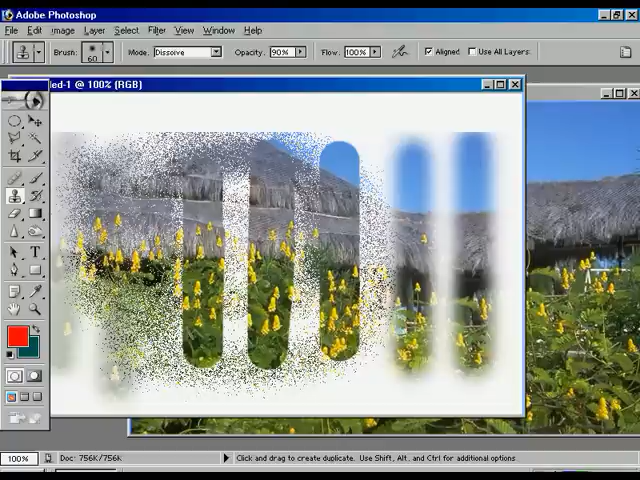 Adobe Photoshop
File Edit Image Layer Select Filter View Window Help
Brush: 60 Mode: Dissolve Opacity: 90% Flow: 100% Aligned Use All Layers
led-1 @ 100% (RGB)
T
100% Doc: 756K/756K Click and drag to create duplicate. Use Shift, Alt, and Ctrl for additional options.